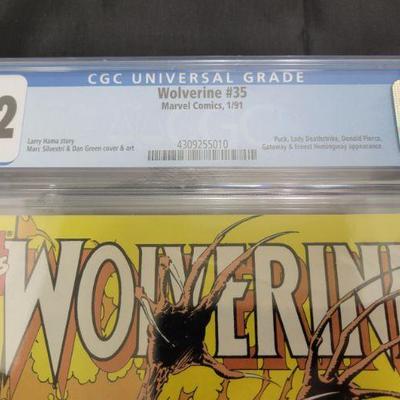 CGC UNIVERSAL GRADE
Wolverine #35
Marvel Comics, 1/91
2
Larry Hama story
Marc Silvestri & Dan Green cover & art
4309255010
Puck, Lady Deathstrike, Donald Pierce,
Gateway & Ernest Hemingway appearance.
WOLVERINE